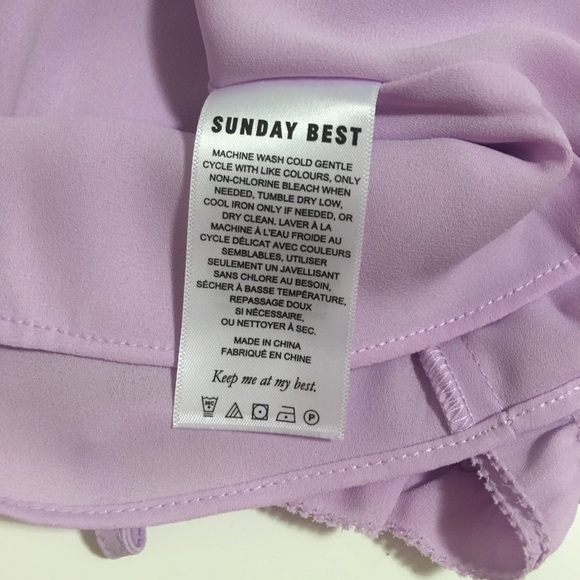 SUNDAY BEST
MACHINE WASH COLD GENTLE
CYCLE WITH LIKE COLOURS, ONLY
NON-CHLORINE BLEACH WHEN
NEEDED, TUMBLE DRY LOW,
COOL IRON ONLY IF NEEDED, OR
DRY CLEAN. LAVER À LA
MACHINE À L'EAU FROIDE AU
CYCLE DÉLICAT AVEC COULEURS
SEMBLABLES, UTILISER
SEULEMENT UN JAVELLISANT
SANS CHLORE AU BESOIN,
SÉCHER À BASSE TEMPÉRATURE,
REPASSAGE DOUX
SI NÉCESSAIRE,
OU NETTOYER À SEC.
MADE IN CHINA
FABRIQUÉ EN CHINE
Keep me at my best.
30C P